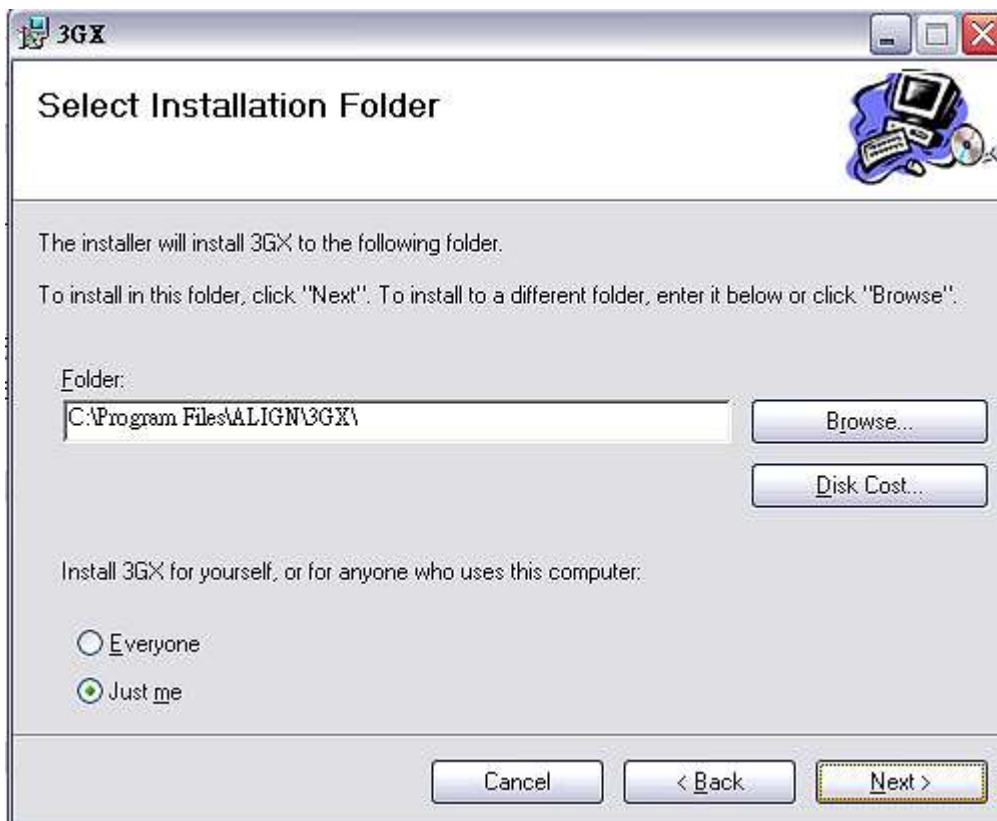 3GX
Select Installation Folder
The installer will install 3GX to the following folder.
To install in this folder, click "Next". To install to a different folder, enter it below or click "Browse".
Folder:
C:\Program Files\ALIGN\3GX\
Browse...
Disk Cost...
Install 3GX for yourself, or for anyone who uses this computer:
Everyone
Just me
Cancel
< Back
Next >